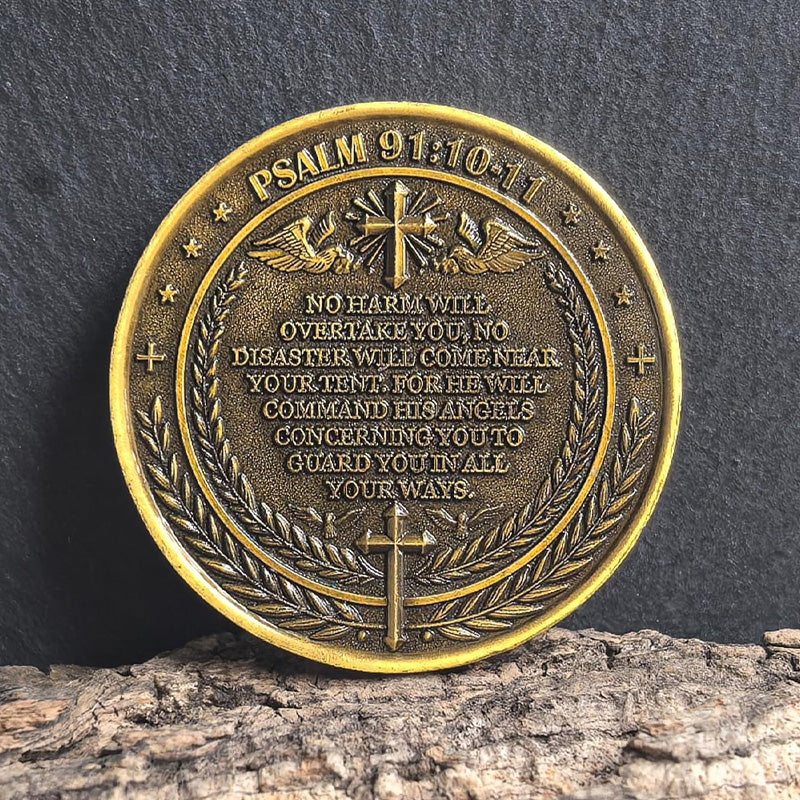 PSALM 91:10-11
NO HARM WILL
OVERTAKE YOU, NO
DISASTER WILL COME NEAR
YOUR TENT. FOR HE WILL
COMMAND HIS ANGELS
CONCERNING YOU TO
GUARD YOU IN ALL
YOUR WAYS.